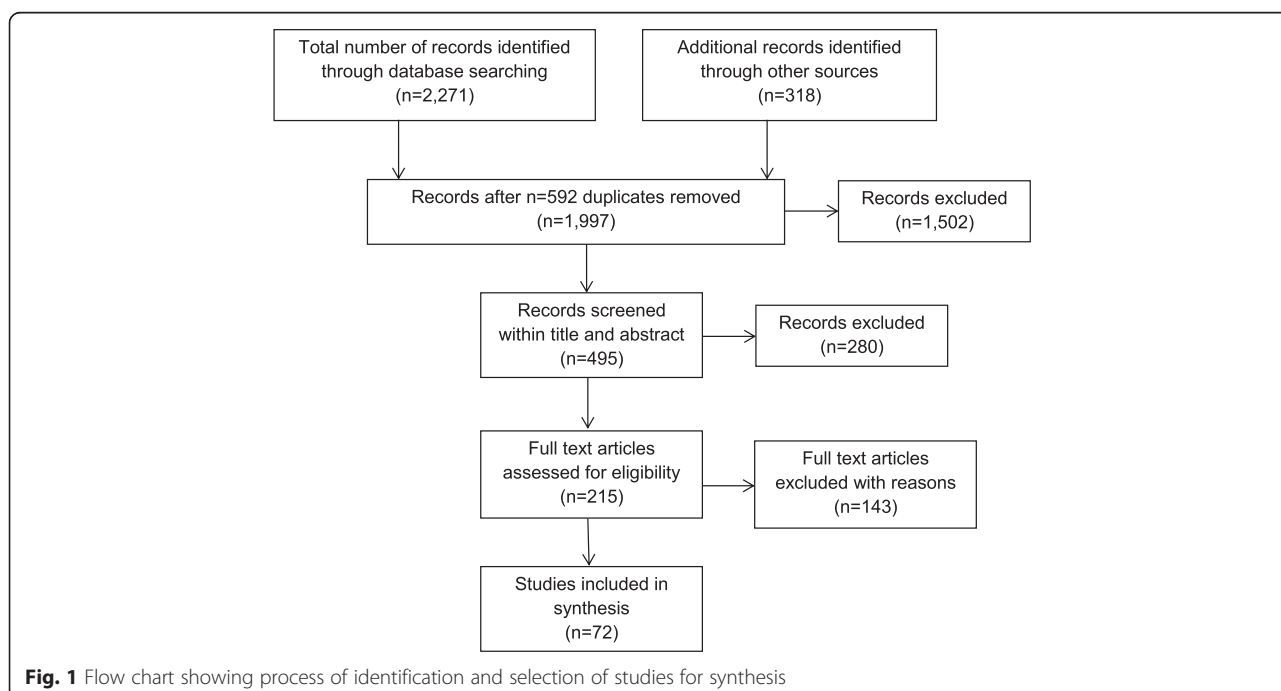 Total number of records identified
through database searching
(n=2,271)
Additional records identified
through other sources
(n=318)
Records after n=592 duplicates removed
(n=1,997)
Records excluded
(n=1,502)
Records screened
within title and abstract
(n=495)
Records excluded
(n=280)
Full text articles
assessed for eligibility
(n=215)
Full text articles
excluded with reasons
(n=143)
Studies included in
synthesis
(n=72)
Fig. 1 Flow chart showing process of identification and selection of studies for synthesis